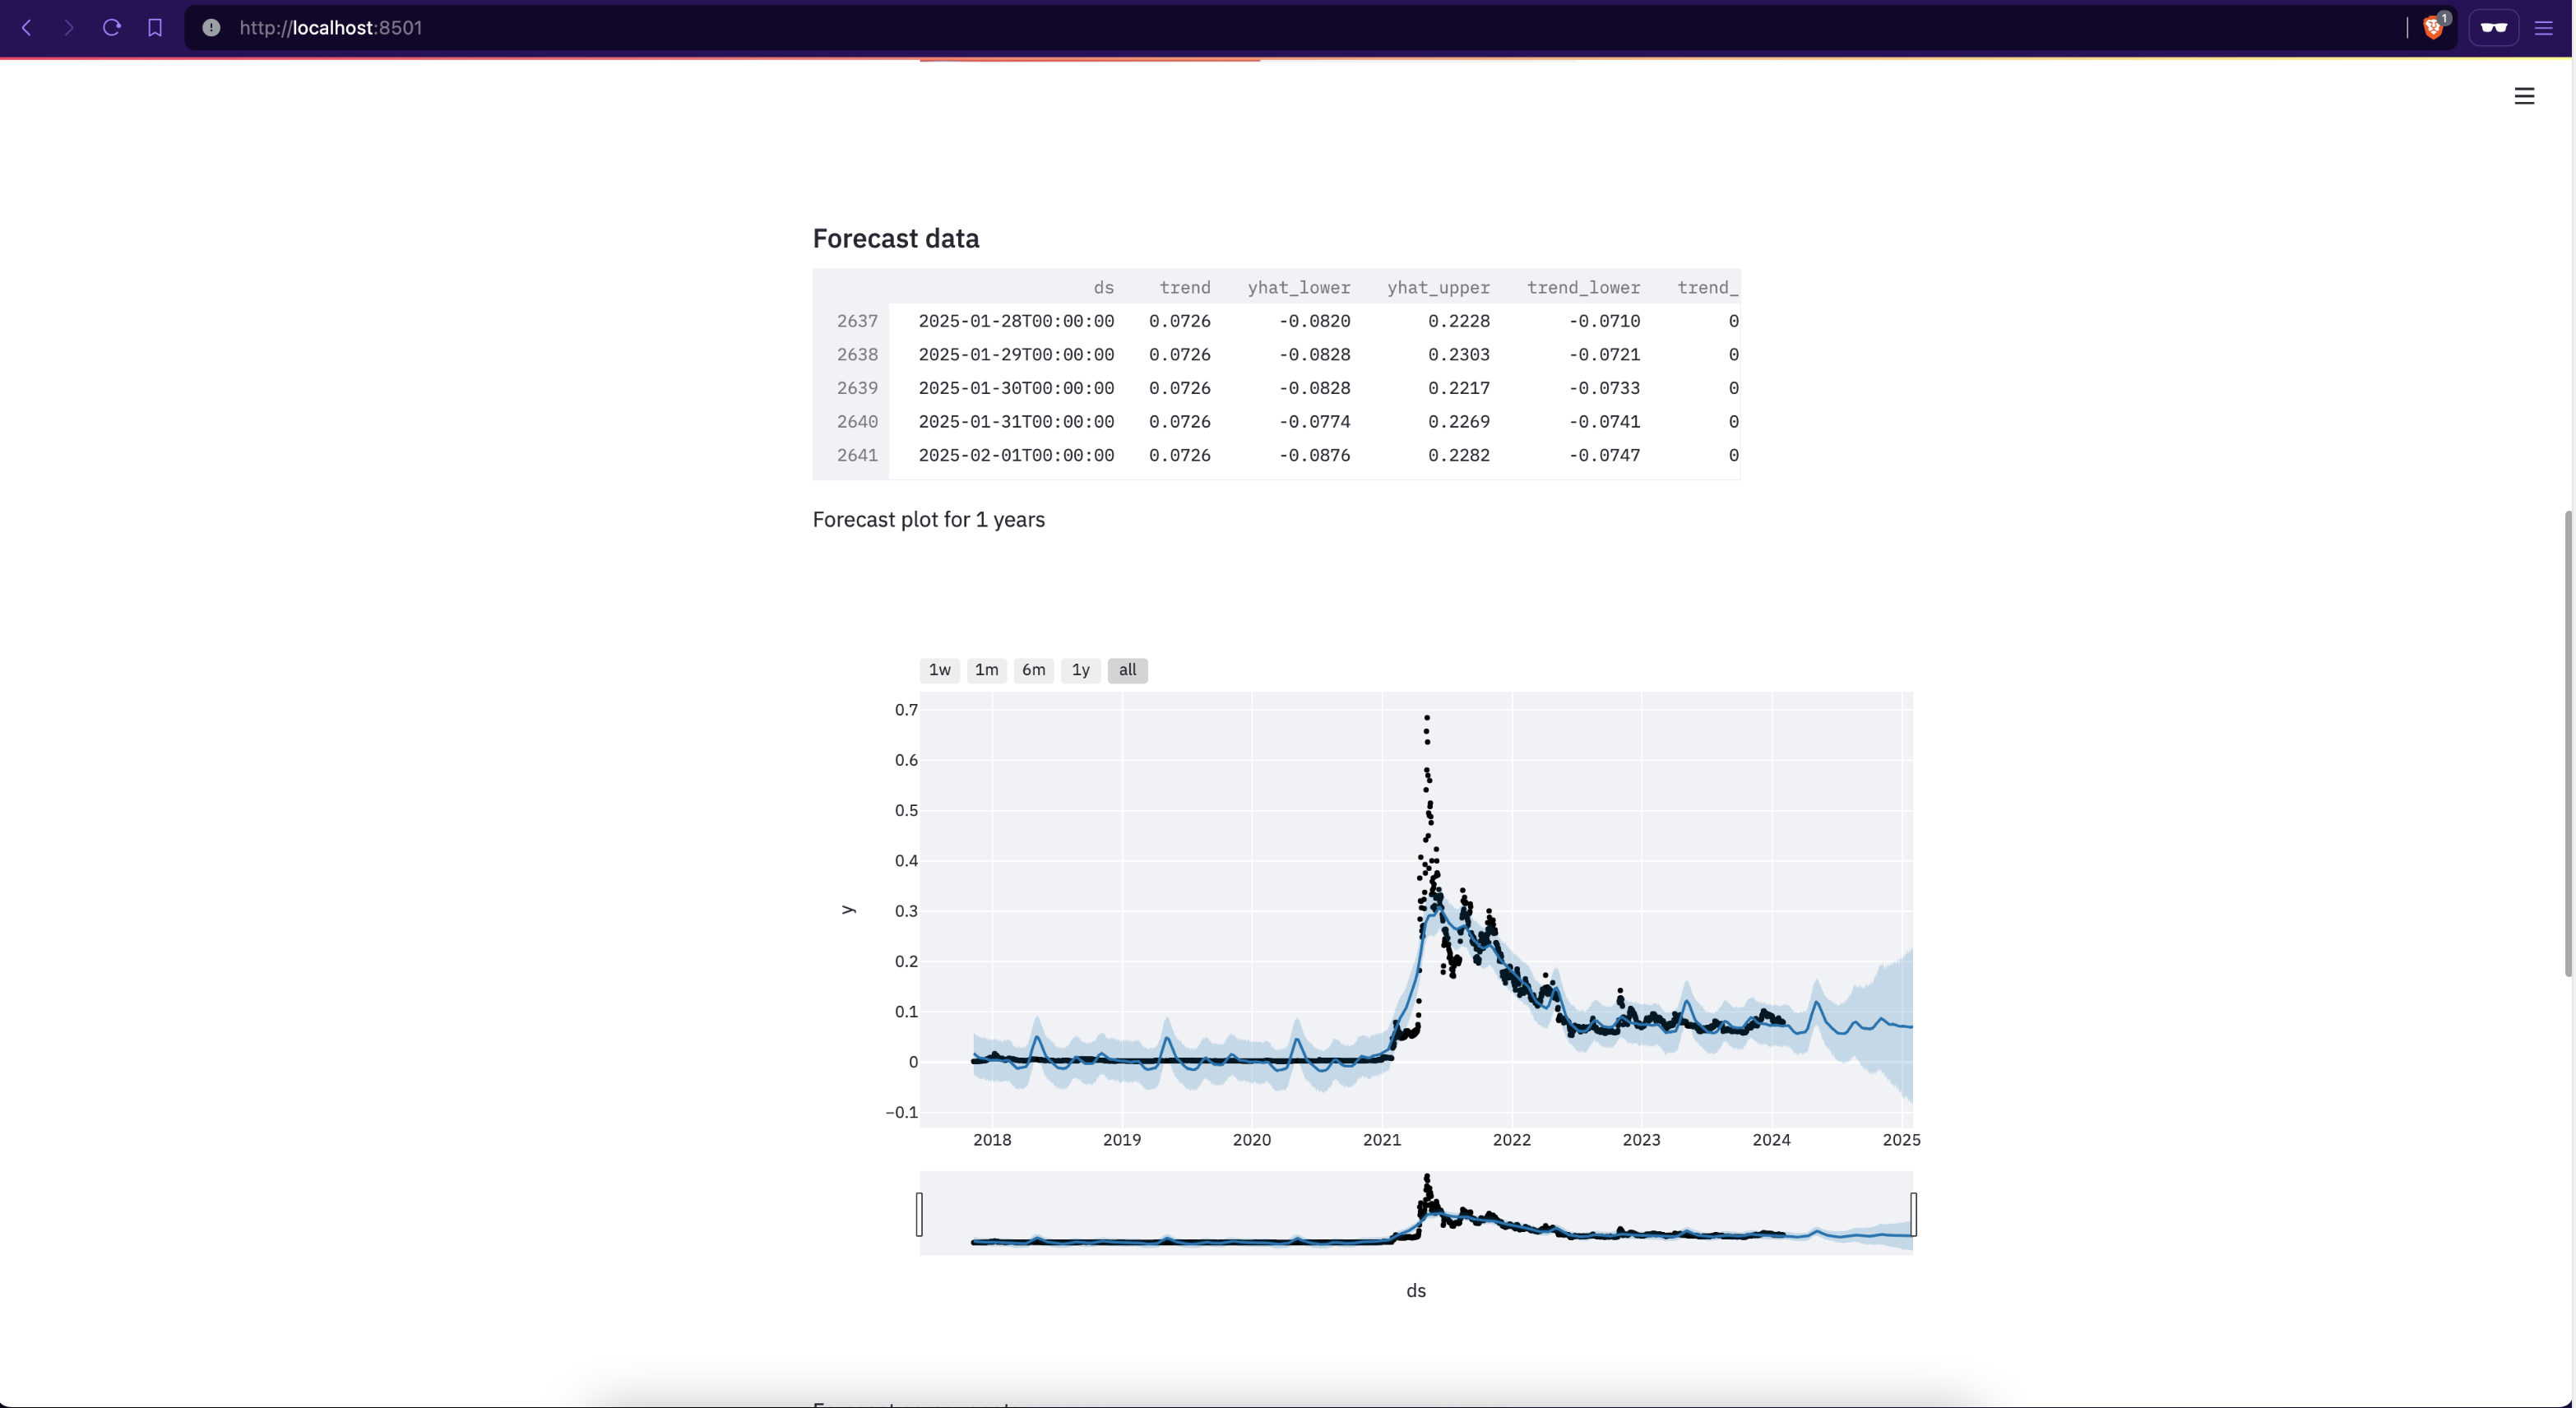 http://localhost:8501
1
Forecast data
ds trend yhat_lower yhat_upper trend_lower trend_
2637 2025-01-28T00:00:00 0.0726 -0.0820 0.2228 -0.0710 0
2638 2025-01-29T00:00:00 0.0726 -0.0828 0.2303 -0.0721 0
2639 2025-01-30T00:00:00 0.0726 -0.0828 0.2217 -0.0733 0
2640 2025-01-31T00:00:00 0.0726 -0.0774 0.2269 -0.0741 0
2641 2025-02-01T00:00:00 0.0726 -0.0876 0.2282 -0.0747 0
Forecast plot for 1 years
1w 1m 6m 1y all
0.7
0.6
0.5
0.4
0.3
y
0.2
0.1
0
−0.1
2018 2019 2020 2021 2022 2023 2024 2025
ds